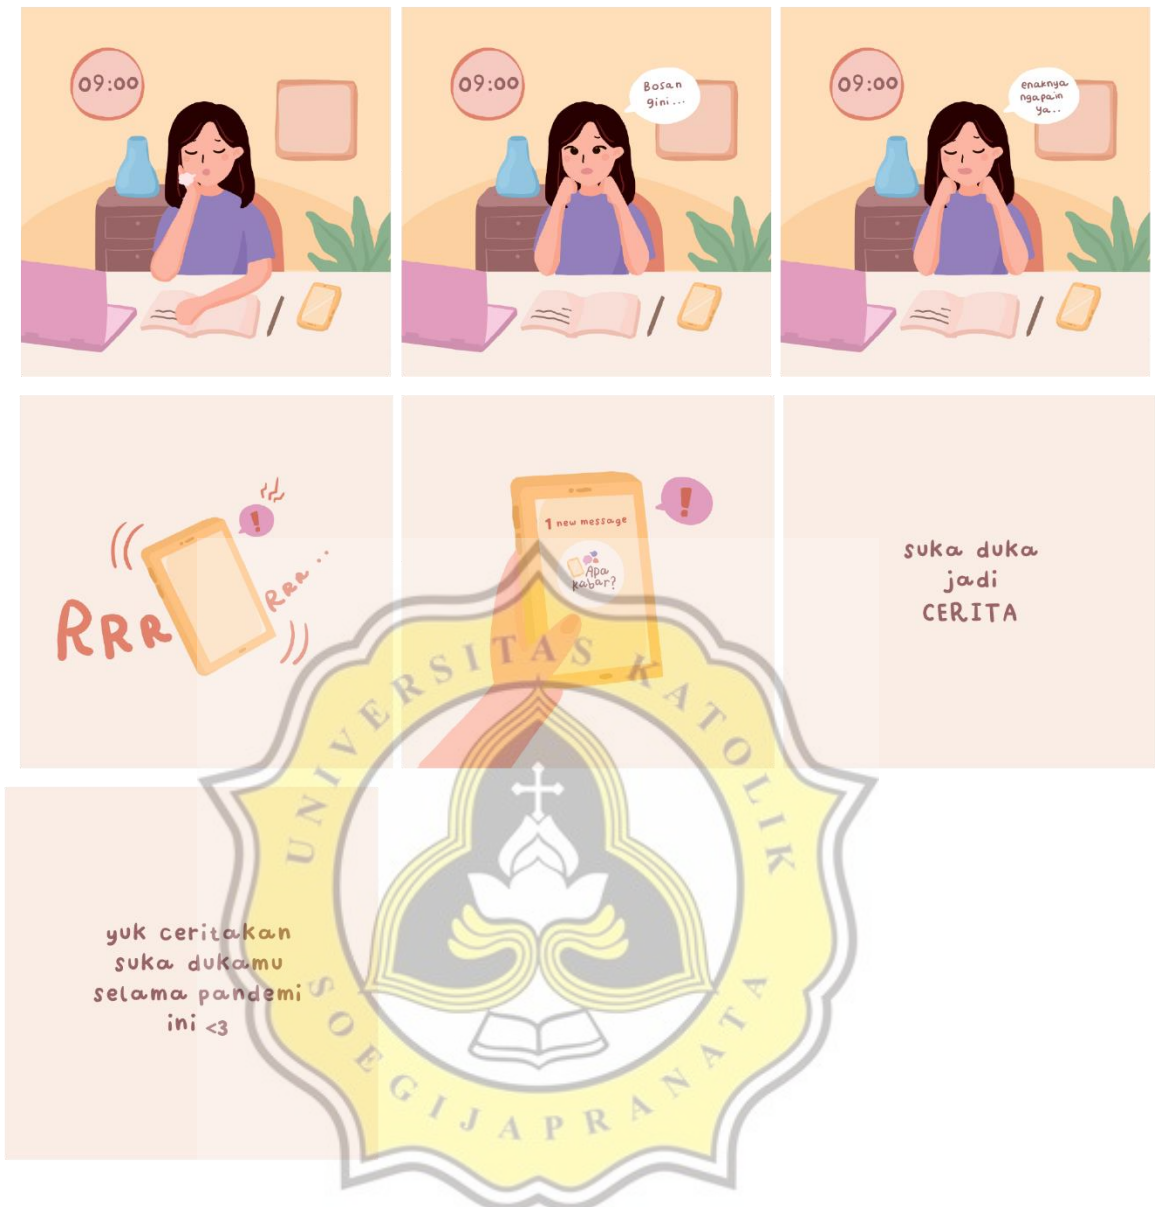 09:00
09:00
Bosan
gini...
09:00
enaknya
ngapain
ya..
RRR
RRR..
!
1 new message
Apa
kabar?
!
suka duka
jadi
CERITA
yuk ceritakan
suka dukamu
selama pandemi
ini <3
UNIVERSITAS KATOLIK
SOEGIJAPRANATA